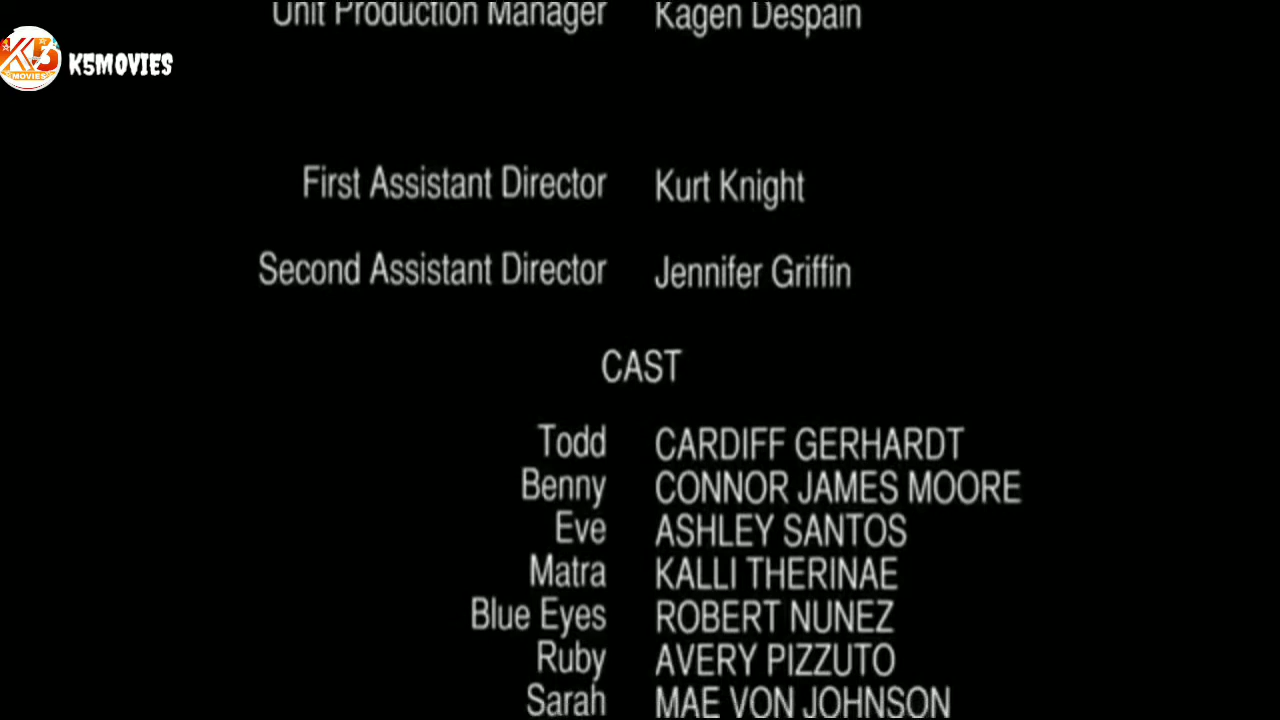 Unit Production Manager Kagen Despain
K5
MOVIES
K5MOVIES
First Assistant Director Kurt Knight
Second Assistant Director Jennifer Griffin
CAST
Todd CARDIFF GERHARDT
Benny CONNOR JAMES MOORE
Eve ASHLEY SANTOS
Matra KALLI THERINAE
Blue Eyes ROBERT NUNEZ
Ruby AVERY PIZZUTO
Sarah MAE VON JOHNSON